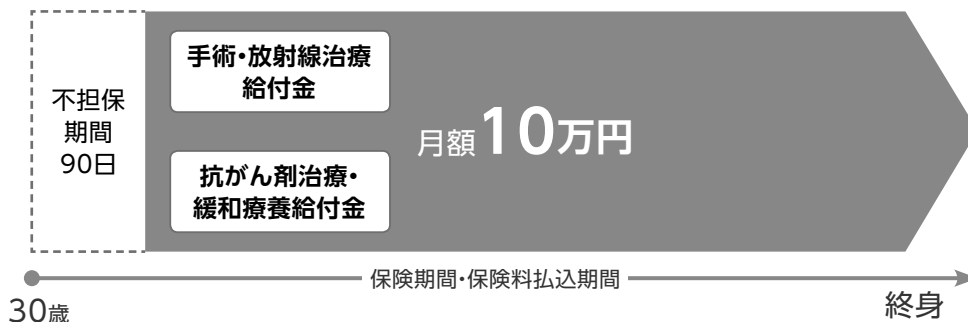 不担保
期間
90日
手術・放射線治療
給付金
抗がん剤治療・
緩和療養給付金
月額10万円
保険期間・保険料払込期間
30歳
終身